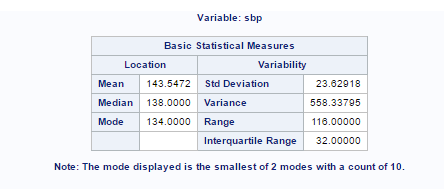 Variable: sbp
Basic Statistical Measures
Location Variability
Mean 143.5472 Std Deviation 23.62918
Median 138.0000 Variance 558.33795
Mode 134.0000 Range 116.00000
Interquartile Range 32.00000
Note: The mode displayed is the smallest of 2 modes with a count of 10.